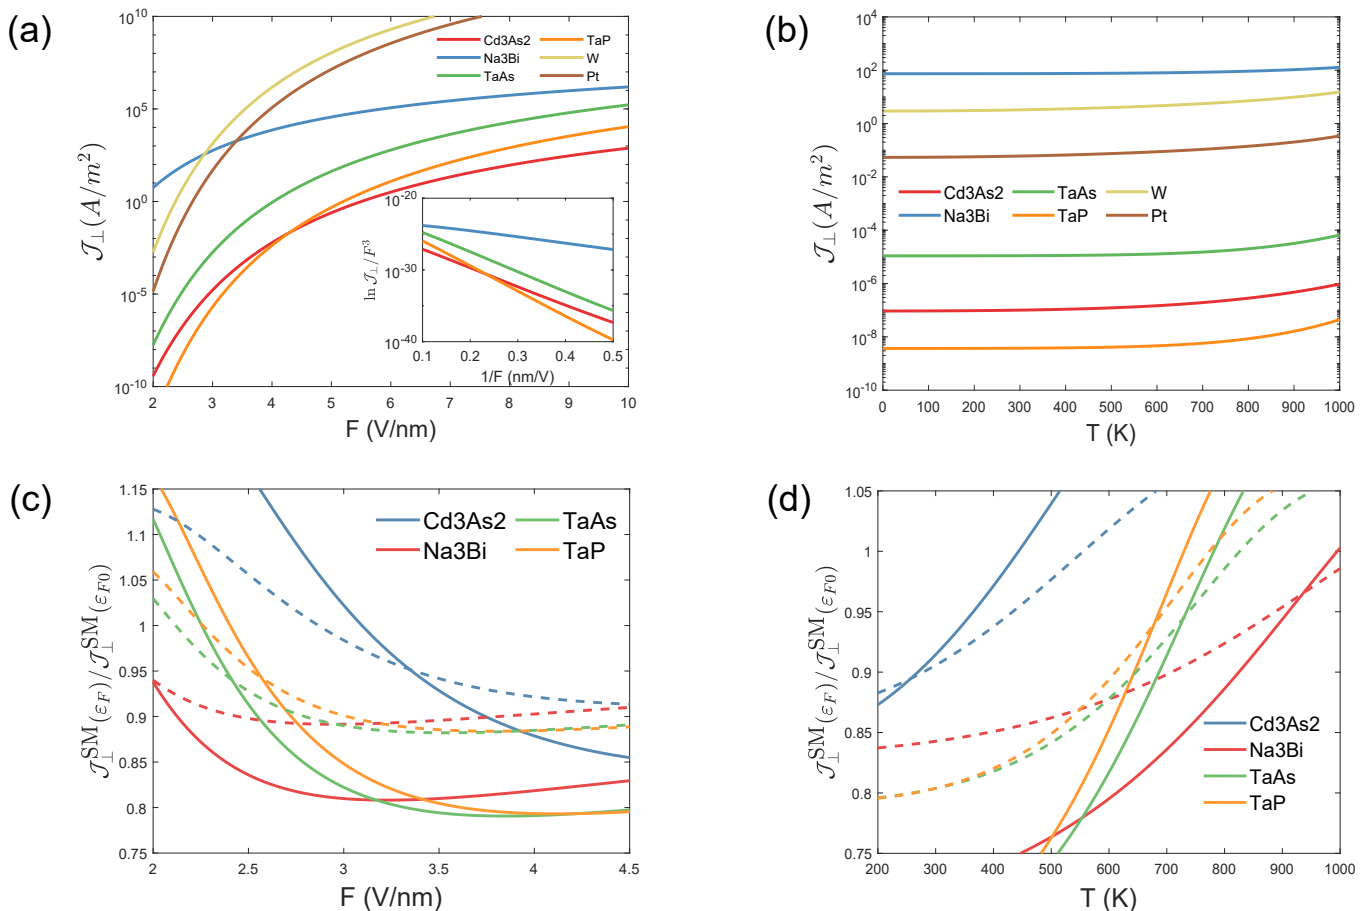 (a)
10^10
10^5
10^0
10^-5
10^-10
𝒥⊥(A/m^2)
Cd3As2 TaP
Na3Bi W
TaAs Pt
10^-20
10^-30
10^-40
ln 𝒥⊥/F^3
0.1 0.2 0.3 0.4 0.5
1/F (nm/V)
2 3 4 5 6 7 8 9 10
F (V/nm)
(b)
10^4
10^2
10^0
10^-2
10^-4
10^-6
10^-8
10^-10
𝒥⊥(A/m^2)
Cd3As2 TaAs W
Na3Bi TaP Pt
0 100 200 300 400 500 600 700 800 900 1000
T (K)
(c)
1.15
1.1
1.05
1
0.95
0.9
0.85
0.8
0.75
𝒥⊥^SM(εF)/𝒥⊥^SM(εF0)
Cd3As2 TaAs
Na3Bi TaP
2 2.5 3 3.5 4 4.5
F (V/nm)
(d)
1.05
1
0.95
0.9
0.85
0.8
0.75
𝒥⊥^SM(εF)/𝒥⊥^SM(εF0)
Cd3As2
Na3Bi
TaAs
TaP
200 300 400 500 600 700 800 900 1000
T (K)